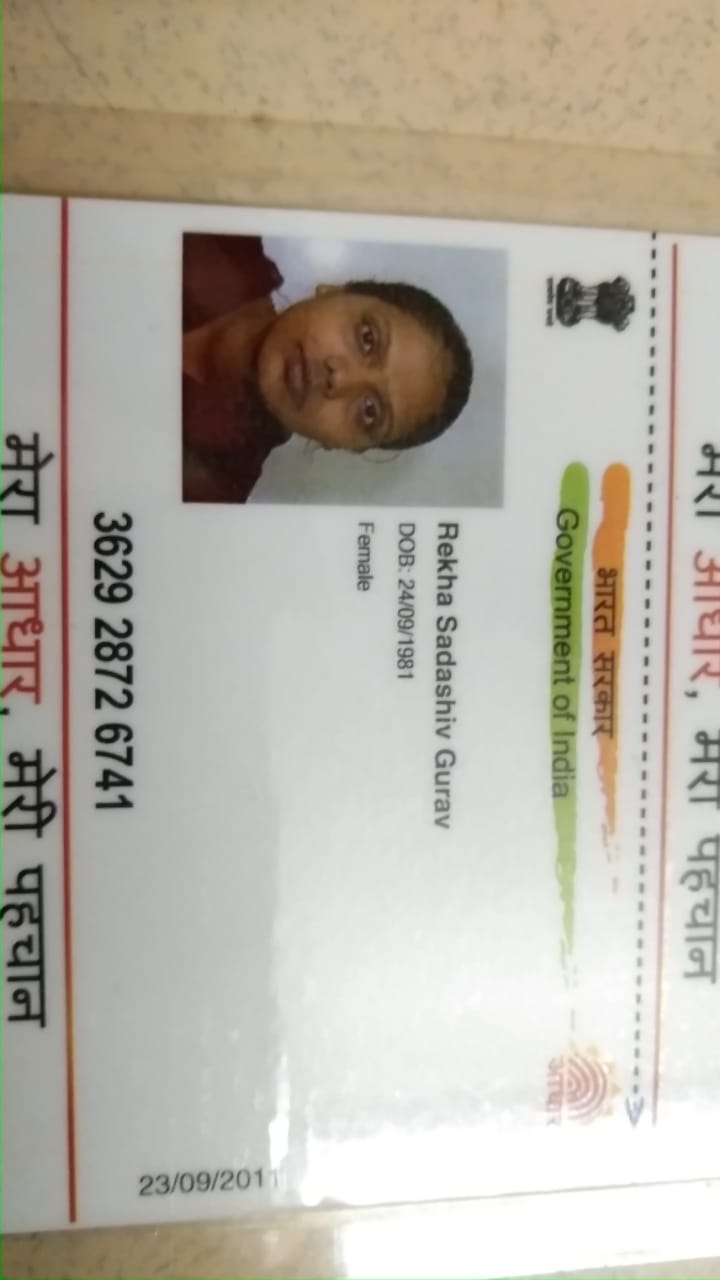 मेरा आधार, मेरी पहचान
भारत सरकार
Government of India
आधार
Rekha Sadashiv Gurav
DOB: 24/09/1981
Female
3629 2872 6741
23/09/2011
मेरा आधार, मेरी पहचान